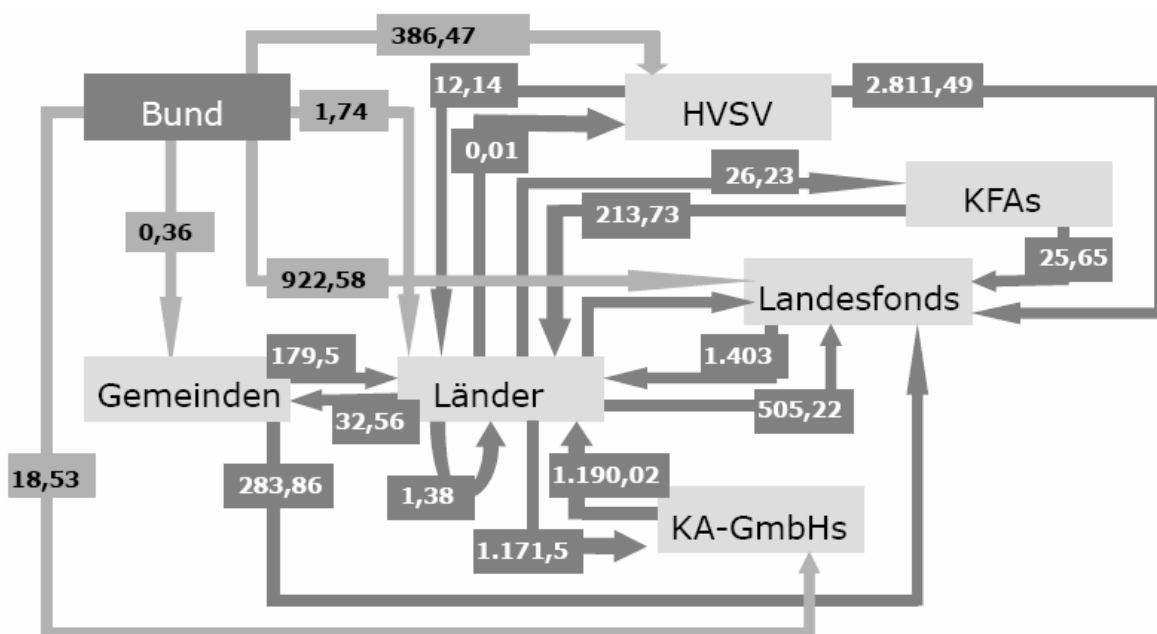 386,47
12,14
2.811,49
Bund
1,74
HVSV
0,01
26,23
KFAs
213,73
0,36
25,65
922,58
Landesfonds
179,5
1.403
Gemeinden
Länder
32,56
505,22
18,53
283,86
1,38
1.190,02
KA-GmbHs
1.171,5